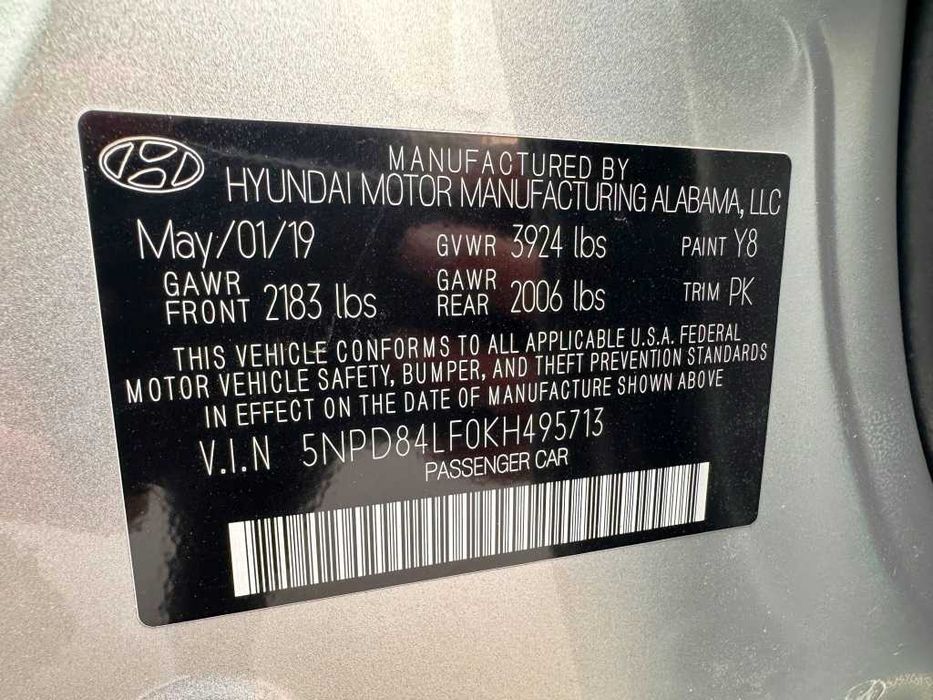 MANUFACTURED BY
HYUNDAI MOTOR MANUFACTURING ALABAMA, LLC
May/01/19 GVWR 3924 lbs PAINT Y8
GAWR FRONT 2183 lbs GAWR REAR 2006 lbs TRIM PK
THIS VEHICLE CONFORMS TO ALL APPLICABLE U.S.A. FEDERAL
MOTOR VEHICLE SAFETY, BUMPER, AND THEFT PREVENTION STANDARDS
IN EFFECT ON THE DATE OF MANUFACTURE SHOWN ABOVE
V.I.N 5NPD84LF0KH495713
PASSENGER CAR